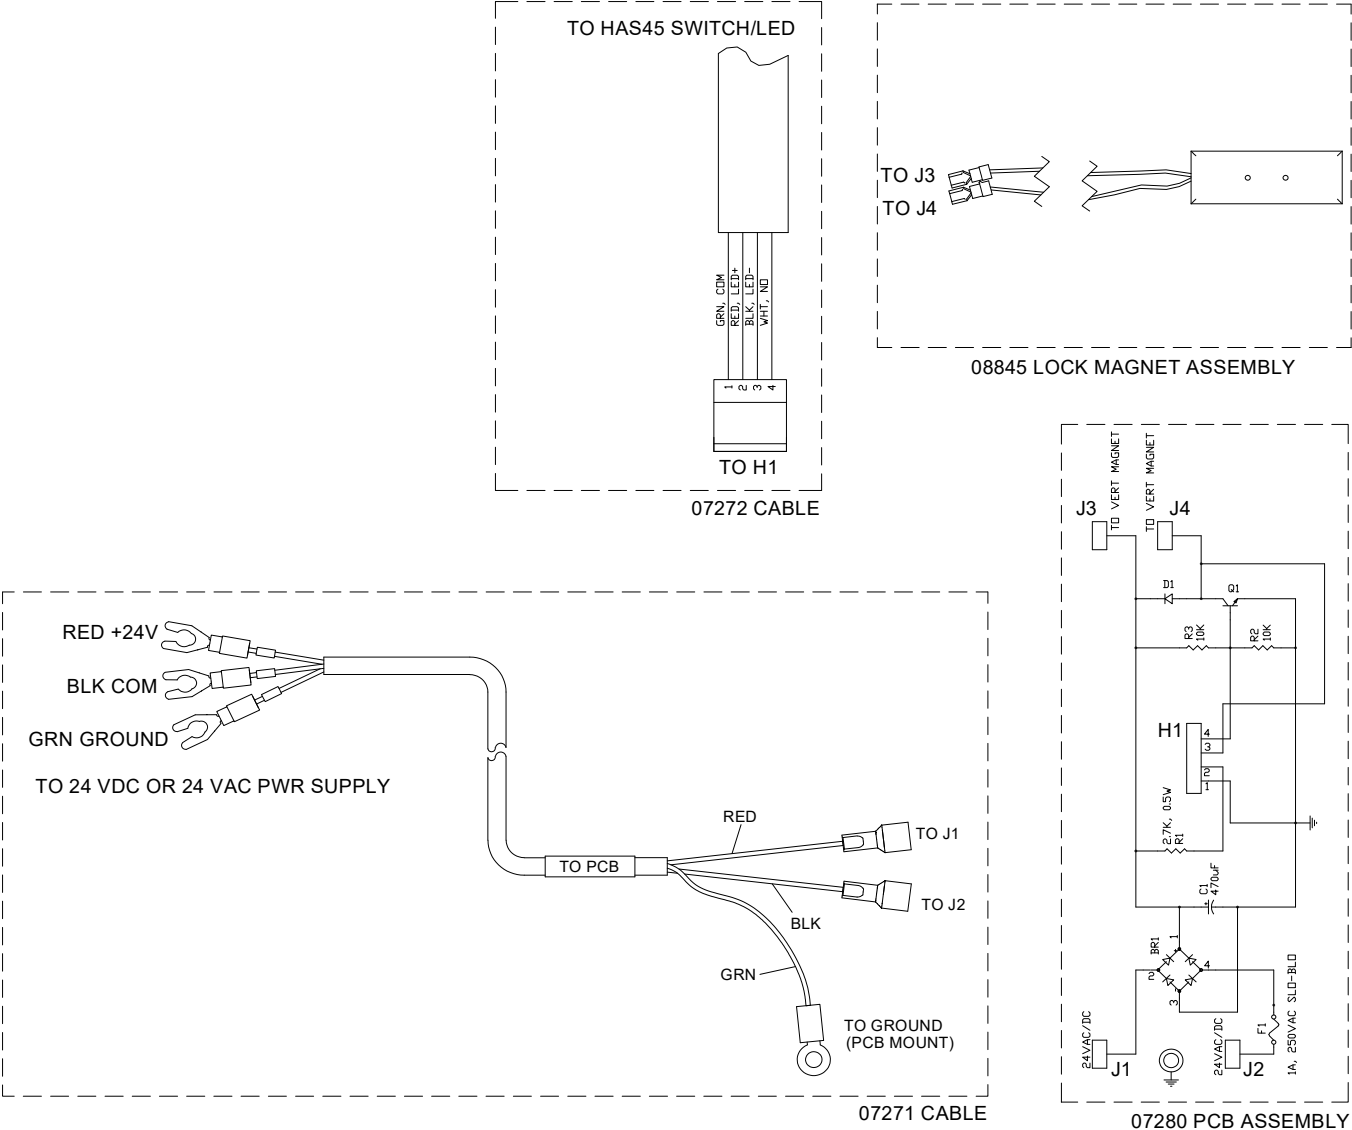 TO HAS45 SWITCH/LED
GRN, COM
RED, LED+
BLK, LED-
WHT, NO
1
2
3
4
TO H1
07272 CABLE
TO J3
TO J4
08845 LOCK MAGNET ASSEMBLY
RED +24V
BLK COM
GRN GROUND
TO 24 VDC OR 24 VAC PWR SUPPLY
TO PCB
RED
TO J1
BLK
TO J2
GRN
TO GROUND
(PCB MOUNT)
07271 CABLE
J3
TO VERT MAGNET
TO VERT MAGNET
J4
D1
Q1
R3
10K
R2
10K
H1
4
3
2
1
2.7K, 0.5W
R1
C1
+
470uF
BR1
1
2
4
3
24VAC/DC
J1
24VAC/DC
J2
F1
1A, 250VAC SLO-BLO
07280 PCB ASSEMBLY